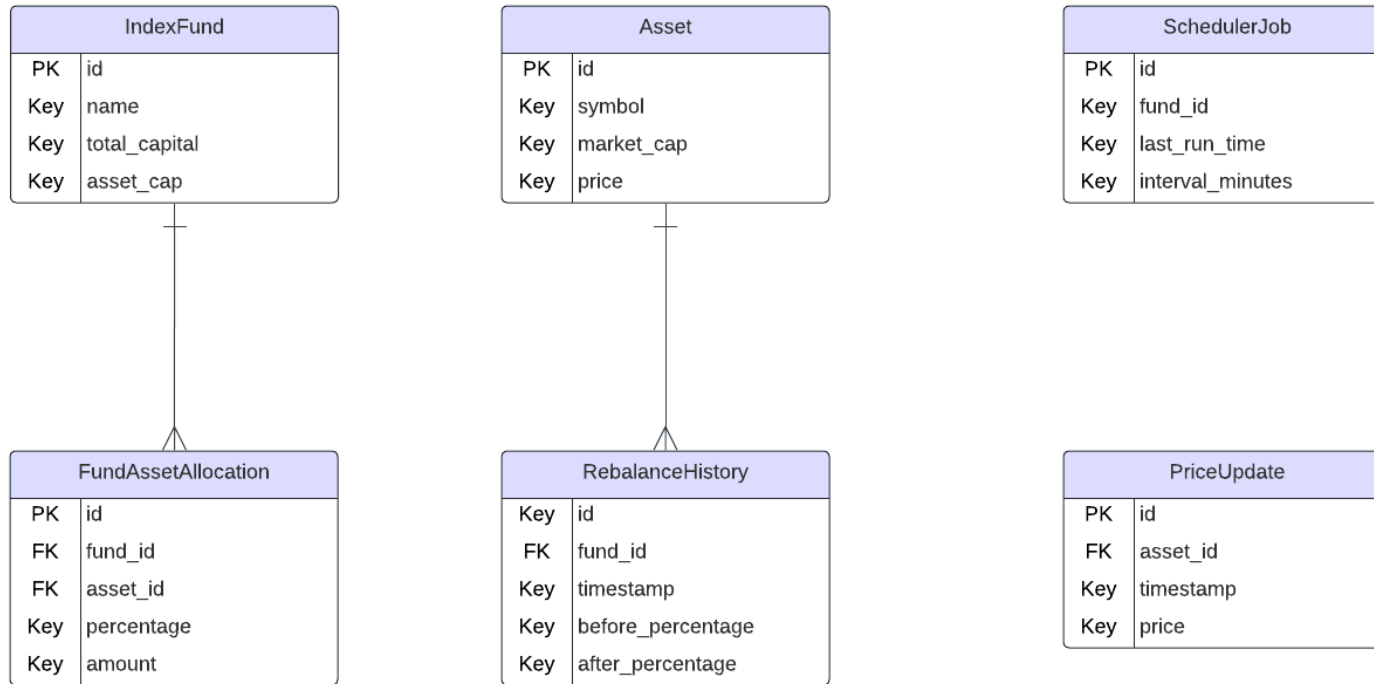 IndexFund
PK id
Key name
Key total_capital
Key asset_cap
Asset
PK id
Key symbol
Key market_cap
Key price
SchedulerJob
PK id
Key fund_id
Key last_run_time
Key interval_minutes
FundAssetAllocation
PK id
FK fund_id
FK asset_id
Key percentage
Key amount
RebalanceHistory
Key id
FK fund_id
Key timestamp
Key before_percentage
Key after_percentage
PriceUpdate
PK id
FK asset_id
Key timestamp
Key price